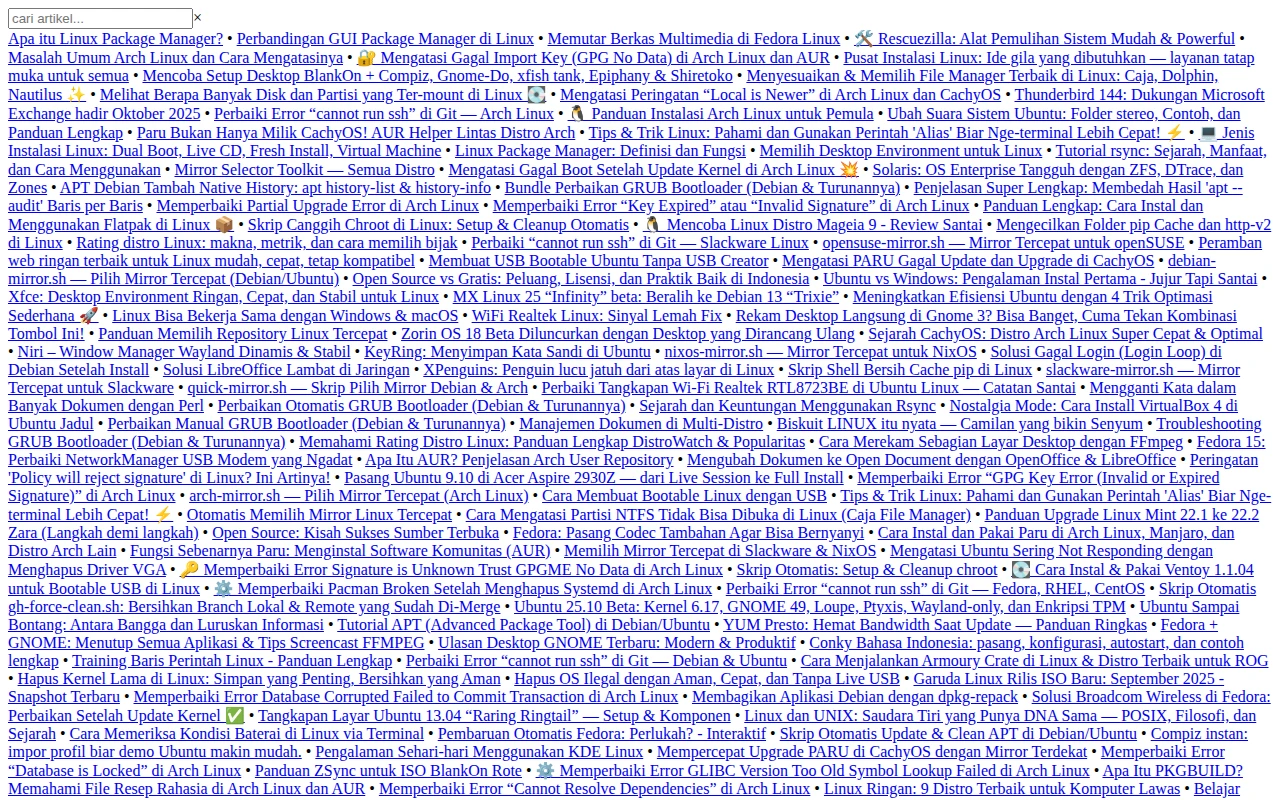 cari artikel... ×
Apa itu Linux Package Manager? • Perbandingan GUI Package Manager di Linux • Memutar Berkas Multimedia di Fedora Linux • 🛠️ Rescuezilla: Alat Pemulihan Sistem Mudah & Powerful •
Masalah Umum Arch Linux dan Cara Mengatasinya • 🔐 Mengatasi Gagal Import Key (GPG No Data) di Arch Linux dan AUR • Pusat Instalasi Linux: Ide gila yang dibutuhkan — layanan tatap
muka untuk semua • Mencoba Setup Desktop BlankOn + Compiz, Gnome-Do, xfish tank, Epiphany & Shiretoko • Menyesuaikan & Memilih File Manager Terbaik di Linux: Caja, Dolphin,
Nautilus ✨ • Melihat Berapa Banyak Disk dan Partisi yang Ter-mount di Linux 💽 • Mengatasi Peringatan “Local is Newer” di Arch Linux dan CachyOS • Thunderbird 144: Dukungan Microsoft
Exchange hadir Oktober 2025 • Perbaiki Error “cannot run ssh” di Git — Arch Linux • 🐧 Panduan Instalasi Arch Linux untuk Pemula • Ubah Suara Sistem Ubuntu: Folder stereo, Contoh, dan
Panduan Lengkap • Paru Bukan Hanya Milik CachyOS! AUR Helper Lintas Distro Arch • Tips & Trik Linux: Pahami dan Gunakan Perintah 'Alias' Biar Nge-terminal Lebih Cepat! ⚡ • 💻 Jenis
Instalasi Linux: Dual Boot, Live CD, Fresh Install, Virtual Machine • Linux Package Manager: Definisi dan Fungsi • Memilih Desktop Environment untuk Linux • Tutorial rsync: Sejarah, Manfaat,
dan Cara Menggunakan • Mirror Selector Toolkit — Semua Distro • Mengatasi Gagal Boot Setelah Update Kernel di Arch Linux 💥 • Solaris: OS Enterprise Tangguh dengan ZFS, DTrace, dan
Zones • APT Debian Tambah Native History: apt history-list & history-info • Bundle Perbaikan GRUB Bootloader (Debian & Turunannya) • Penjelasan Super Lengkap: Membedah Hasil 'apt --
audit' Baris per Baris • Memperbaiki Partial Upgrade Error di Arch Linux • Memperbaiki Error “Key Expired” atau “Invalid Signature” di Arch Linux • Panduan Lengkap: Cara Instal dan
Menggunakan Flatpak di Linux 📦 • Skrip Canggih Chroot di Linux: Setup & Cleanup Otomatis • 🐧 Mencoba Linux Distro Mageia 9 - Review Santai • Mengecilkan Folder pip Cache dan http-v2
di Linux • Rating distro Linux: makna, metrik, dan cara memilih bijak • Perbaiki “cannot run ssh” di Git — Slackware Linux • opensuse-mirror.sh — Mirror Tercepat untuk openSUSE • Peramban
web ringan terbaik untuk Linux mudah, cepat, tetap kompatibel • Membuat USB Bootable Ubuntu Tanpa USB Creator • Mengatasi PARU Gagal Update dan Upgrade di CachyOS • debian-
mirror.sh — Pilih Mirror Tercepat (Debian/Ubuntu) • Open Source vs Gratis: Peluang, Lisensi, dan Praktik Baik di Indonesia • Ubuntu vs Windows: Pengalaman Instal Pertama - Jujur Tapi Santai •
Xfce: Desktop Environment Ringan, Cepat, dan Stabil untuk Linux • MX Linux 25 “Infinity” beta: Beralih ke Debian 13 “Trixie” • Meningkatkan Efisiensi Ubuntu dengan 4 Trik Optimasi
Sederhana 🚀 • Linux Bisa Bekerja Sama dengan Windows & macOS • WiFi Realtek Linux: Sinyal Lemah Fix • Rekam Desktop Langsung di Gnome 3? Bisa Banget, Cuma Tekan Kombinasi
Tombol Ini! • Panduan Memilih Repository Linux Tercepat • Zorin OS 18 Beta Diluncurkan dengan Desktop yang Dirancang Ulang • Sejarah CachyOS: Distro Arch Linux Super Cepat & Optimal
• Niri – Window Manager Wayland Dinamis & Stabil • KeyRing: Menyimpan Kata Sandi di Ubuntu • nixos-mirror.sh — Mirror Tercepat untuk NixOS • Solusi Gagal Login (Login Loop) di
Debian Setelah Install • Solusi LibreOffice Lambat di Jaringan • XPenguins: Penguin lucu jatuh dari atas layar di Linux • Skrip Shell Bersih Cache pip di Linux • slackware-mirror.sh — Mirror
Tercepat untuk Slackware • quick-mirror.sh — Skrip Pilih Mirror Debian & Arch • Perbaiki Tangkapan Wi-Fi Realtek RTL8723BE di Ubuntu Linux — Catatan Santai • Mengganti Kata dalam
Banyak Dokumen dengan Perl • Perbaikan Otomatis GRUB Bootloader (Debian & Turunannya) • Sejarah dan Keuntungan Menggunakan Rsync • Nostalgia Mode: Cara Install VirtualBox 4 di
Ubuntu Jadul • Perbaikan Manual GRUB Bootloader (Debian & Turunannya) • Manajemen Dokumen di Multi-Distro • Biskuit LINUX itu nyata — Camilan yang bikin Senyum • Troubleshooting
GRUB Bootloader (Debian & Turunannya) • Memahami Rating Distro Linux: Panduan Lengkap DistroWatch & Popularitas • Cara Merekam Sebagian Layar Desktop dengan FFmpeg • Fedora 15:
Perbaiki NetworkManager USB Modem yang Ngadat • Apa Itu AUR? Penjelasan Arch User Repository • Mengubah Dokumen ke Open Document dengan OpenOffice & LibreOffice • Peringatan
'Policy will reject signature' di Linux? Ini Artinya! • Pasang Ubuntu 9.10 di Acer Aspire 2930Z — dari Live Session ke Full Install • Memperbaiki Error “GPG Key Error (Invalid or Expired
Signature)” di Arch Linux • arch-mirror.sh — Pilih Mirror Tercepat (Arch Linux) • Cara Membuat Bootable Linux dengan USB • Tips & Trik Linux: Pahami dan Gunakan Perintah 'Alias' Biar Nge-
terminal Lebih Cepat! ⚡ • Otomatis Memilih Mirror Linux Tercepat • Cara Mengatasi Partisi NTFS Tidak Bisa Dibuka di Linux (Caja File Manager) • Panduan Upgrade Linux Mint 22.1 ke 22.2
Zara (Langkah demi langkah) • Open Source: Kisah Sukses Sumber Terbuka • Fedora: Pasang Codec Tambahan Agar Bisa Bernyanyi • Cara Instal dan Pakai Paru di Arch Linux, Manjaro, dan
Distro Arch Lain • Fungsi Sebenarnya Paru: Menginstal Software Komunitas (AUR) • Memilih Mirror Tercepat di Slackware & NixOS • Mengatasi Ubuntu Sering Not Responding dengan
Menghapus Driver VGA • 🔑 Memperbaiki Error Signature is Unknown Trust GPGME No Data di Arch Linux • Skrip Otomatis: Setup & Cleanup chroot • 💽 Cara Instal & Pakai Ventoy 1.1.04
untuk Bootable USB di Linux • ⚙️ Memperbaiki Pacman Broken Setelah Menghapus Systemd di Arch Linux • Perbaiki Error “cannot run ssh” di Git — Fedora, RHEL, CentOS • Skrip Otomatis
gh-force-clean.sh: Bersihkan Branch Lokal & Remote yang Sudah Di-Merge • Ubuntu 25.10 Beta: Kernel 6.17, GNOME 49, Loupe, Ptyxis, Wayland-only, dan Enkripsi TPM • Ubuntu Sampai
Bontang: Antara Bangga dan Luruskan Informasi • Tutorial APT (Advanced Package Tool) di Debian/Ubuntu • YUM Presto: Hemat Bandwidth Saat Update — Panduan Ringkas • Fedora +
GNOME: Menutup Semua Aplikasi & Tips Screencast FFMPEG • Ulasan Desktop GNOME Terbaru: Modern & Produktif • Conky Bahasa Indonesia: pasang, konfigurasi, autostart, dan contoh
lengkap • Training Baris Perintah Linux - Panduan Lengkap • Perbaiki Error “cannot run ssh” di Git — Debian & Ubuntu • Cara Menjalankan Armoury Crate di Linux & Distro Terbaik untuk ROG
• Hapus Kernel Lama di Linux: Simpan yang Penting, Bersihkan yang Aman • Hapus OS Ilegal dengan Aman, Cepat, dan Tanpa Live USB • Garuda Linux Rilis ISO Baru: September 2025 -
Snapshot Terbaru • Memperbaiki Error Database Corrupted Failed to Commit Transaction di Arch Linux • Membagikan Aplikasi Debian dengan dpkg-repack • Solusi Broadcom Wireless di Fedora:
Perbaikan Setelah Update Kernel ✅ • Tangkapan Layar Ubuntu 13.04 “Raring Ringtail” — Setup & Komponen • Linux dan UNIX: Saudara Tiri yang Punya DNA Sama — POSIX, Filosofi, dan
Sejarah • Cara Memeriksa Kondisi Baterai di Linux via Terminal • Pembaruan Otomatis Fedora: Perlukah? - Interaktif • Skrip Otomatis Update & Clean APT di Debian/Ubuntu • Compiz instan:
impor profil biar demo Ubuntu makin mudah. • Pengalaman Sehari-hari Menggunakan KDE Linux • Mempercepat Upgrade PARU di CachyOS dengan Mirror Terdekat • Memperbaiki Error
“Database is Locked” di Arch Linux • Panduan ZSync untuk ISO BlankOn Rote • ⚙️ Memperbaiki Error GLIBC Version Too Old Symbol Lookup Failed di Arch Linux • Apa Itu PKGBUILD?
Memahami File Resep Rahasia di Arch Linux dan AUR • Memperbaiki Error “Cannot Resolve Dependencies” di Arch Linux • Linux Ringan: 9 Distro Terbaik untuk Komputer Lawas • Belajar